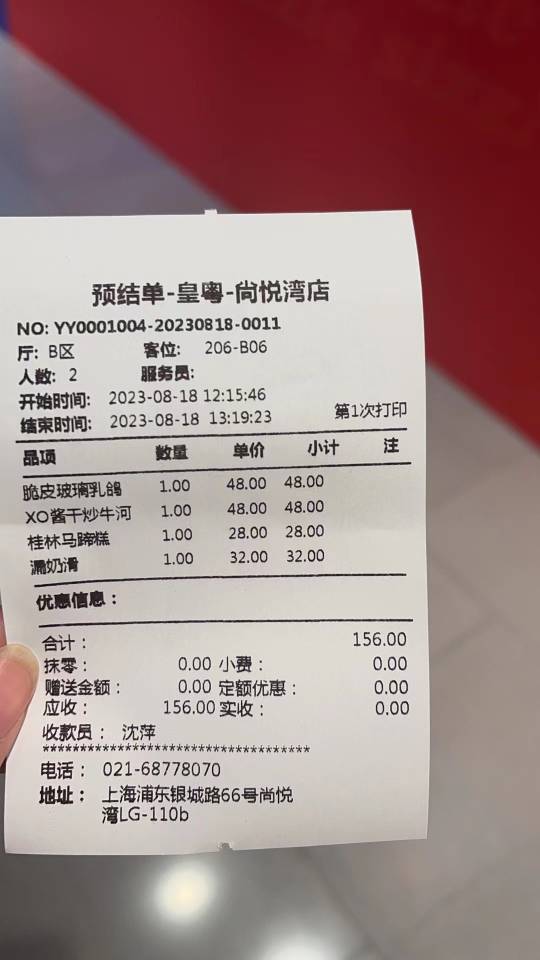 预结单-皇粤-尚悦湾店
NO: YY0001004-20230818-0011
厅: B区 客位: 206-B06
人数: 2 服务员:
开始时间: 2023-08-18 12:15:46
结束时间: 2023-08-18 13:19:23 第1次打印
品项 数量 单价 小计 注
脆皮玻璃乳鸽 1.00 48.00 48.00
XO酱干炒牛河 1.00 48.00 48.00
桂林马蹄糕 1.00 28.00 28.00
漏奶滑 1.00 32.00 32.00
优惠信息：
合计： 156.00
抹零： 0.00 小费： 0.00
赠送金额： 0.00 定额优惠： 0.00
应收： 156.00 实收： 0.00
收款员： 沈萍
************************************
电话： 021-68778070
地址： 上海浦东银城路66号尚悦
湾LG-110b